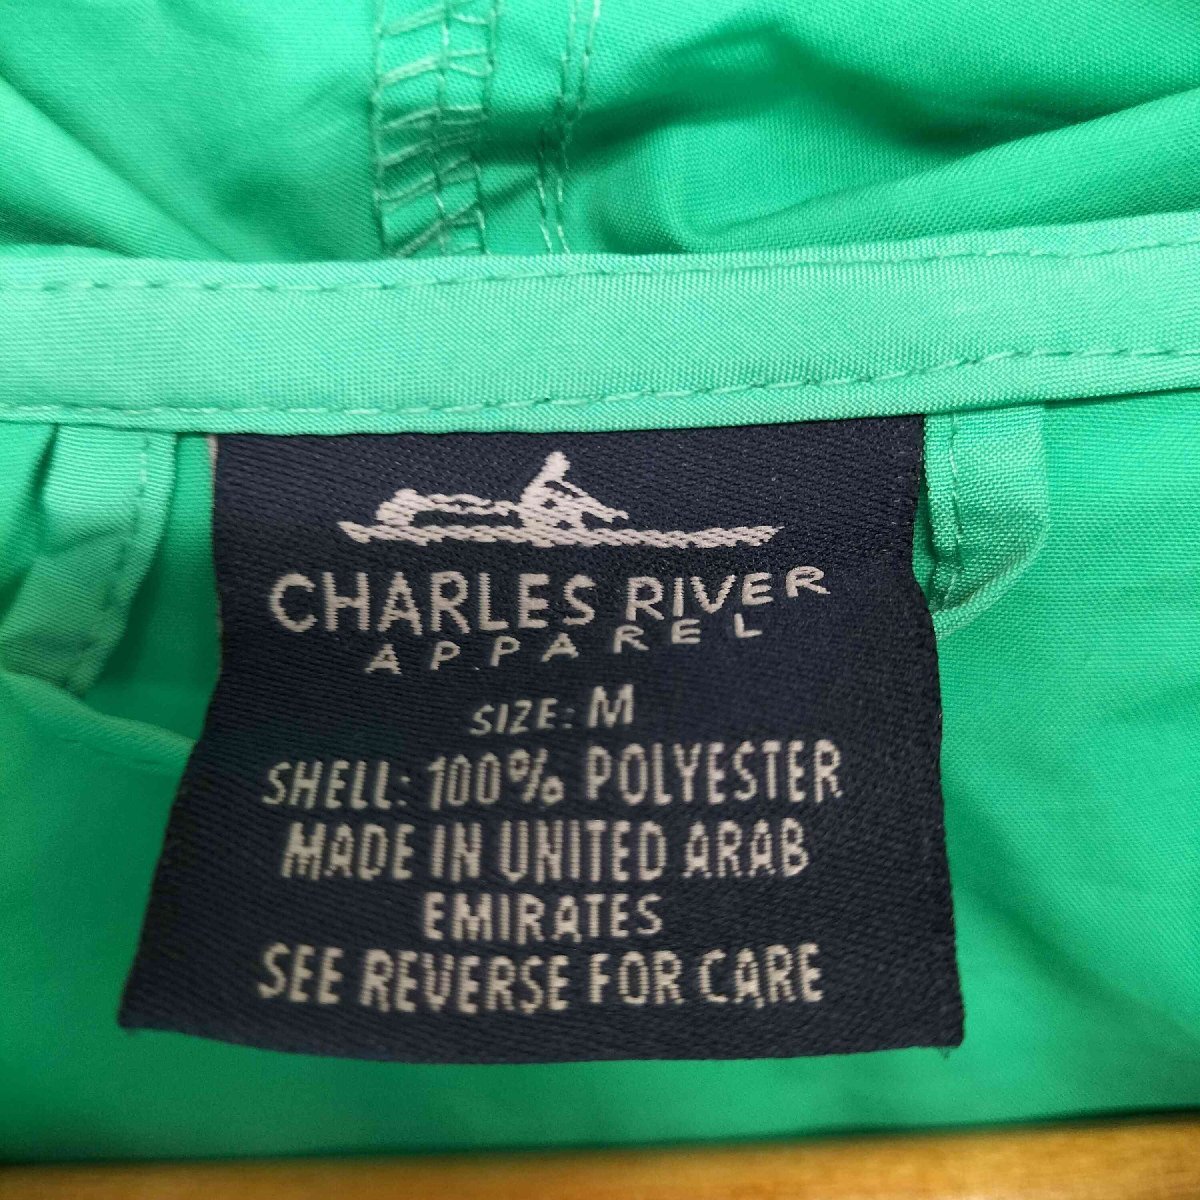 CHARLES RIVER
APPAREL
SIZE: M
SHELL: 100% POLYESTER
MADE IN UNITED ARAB
EMIRATES
SEE REVERSE FOR CARE